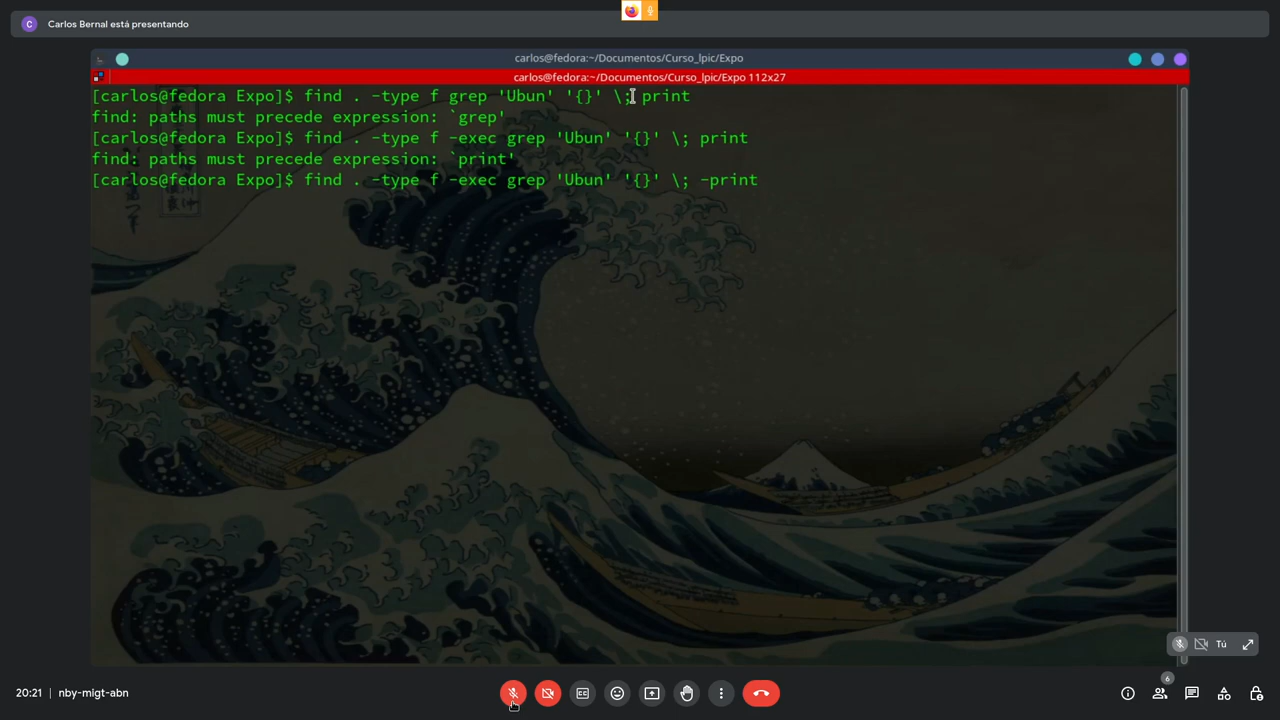 C Carlos Bernal está presentando
carlos@fedora:~/Documentos/Curso_lpic/Expo
carlos@fedora:~/Documentos/Curso_lpic/Expo 112x27
[carlos@fedora Expo]$ find . -type f grep 'Ubun' '{}' \; print
find: paths must precede expression: `grep'
[carlos@fedora Expo]$ find . -type f -exec grep 'Ubun' '{}' \; print
find: paths must precede expression: `print'
[carlos@fedora Expo]$ find . -type f -exec grep 'Ubun' '{}' \; -print
Tú
20:21 | nby-migt-abn
6